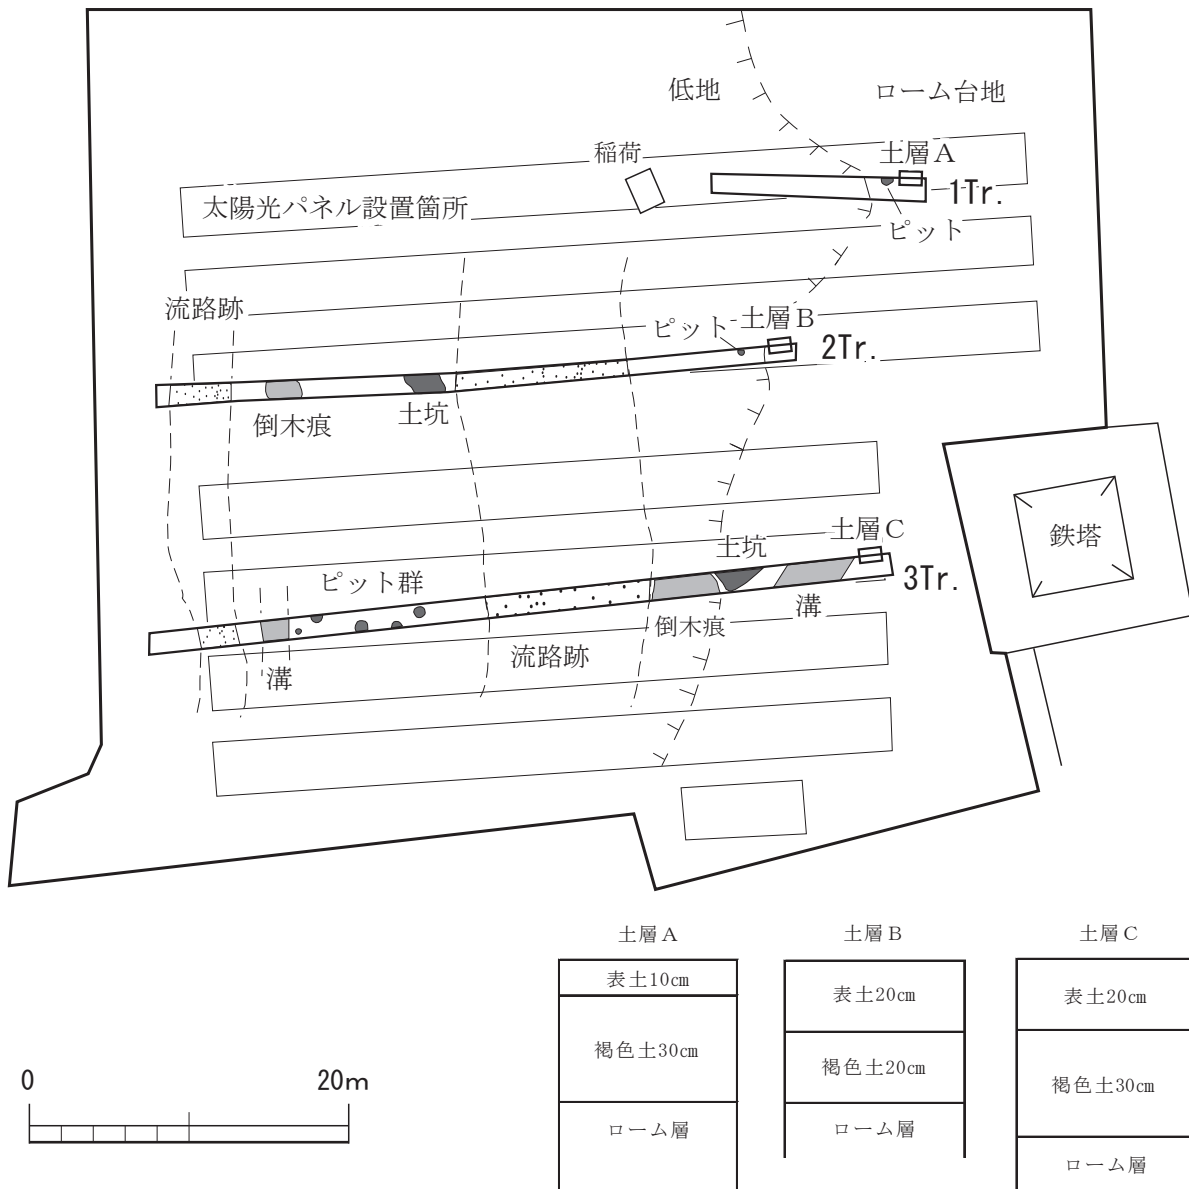 低地
ローム台地
稲荷
土層A
太陽光パネル設置箇所
1Tr.
ピット
流路跡
ピット
土層B
2Tr.
倒木痕
土坑
土層C
鉄塔
土坑
ピット群
3Tr.
溝
倒木痕
流路跡
溝
土層A
土層B
土層C
表土10㎝
表土20㎝
表土20㎝
褐色土30㎝
褐色土20㎝
褐色土30㎝
ローム層
ローム層
ローム層
0
20m